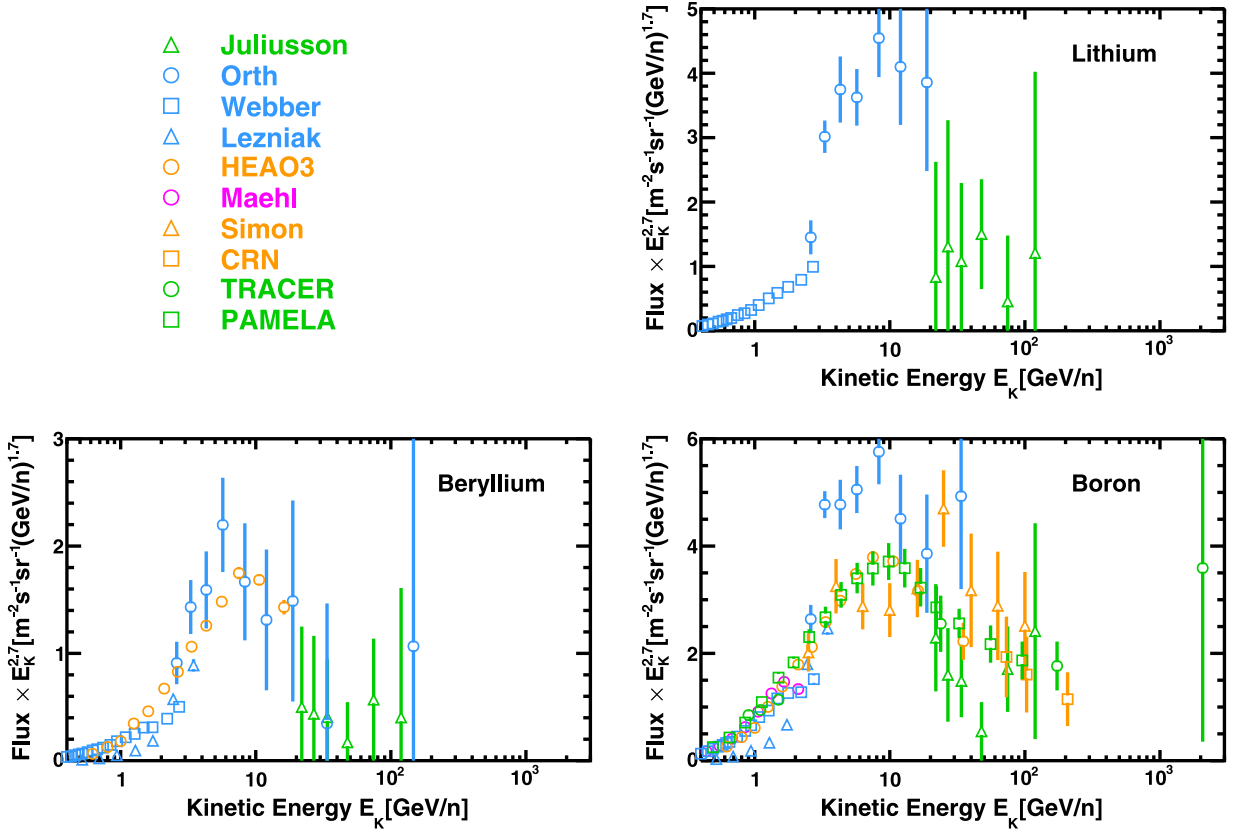 Juliusson
Orth
Webber
Lezniak
HEAO3
Maehl
Simon
CRN
TRACER
PAMELA
Flux × E_K^2.7 [m^-2s^-1sr^-1(GeV/n)^1.7]
5
4
3
2
1
0
Lithium
1 10 10^2 10^3
Kinetic Energy E_K[GeV/n]
Flux × E_K^2.7 [m^-2s^-1sr^-1(GeV/n)^1.7]
3
2
1
0
Beryllium
1 10 10^2 10^3
Kinetic Energy E_K[GeV/n]
Flux × E_K^2.7 [m^-2s^-1sr^-1(GeV/n)^1.7]
6
4
2
0
Boron
1 10 10^2 10^3
Kinetic Energy E_K[GeV/n]